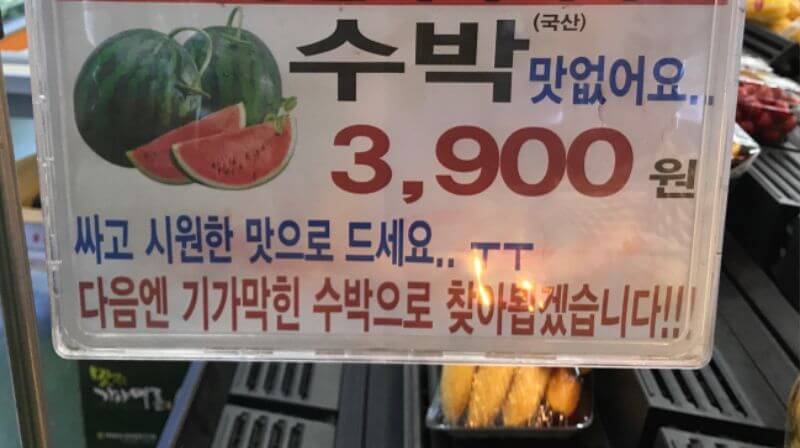 수박 (국산) 맛없어요..
3,900 원
싸고 시원한 맛으로 드세요.. ㅜㅜ
다음엔 기가막힌 수박으로 찾아뵙겠습니다!!!